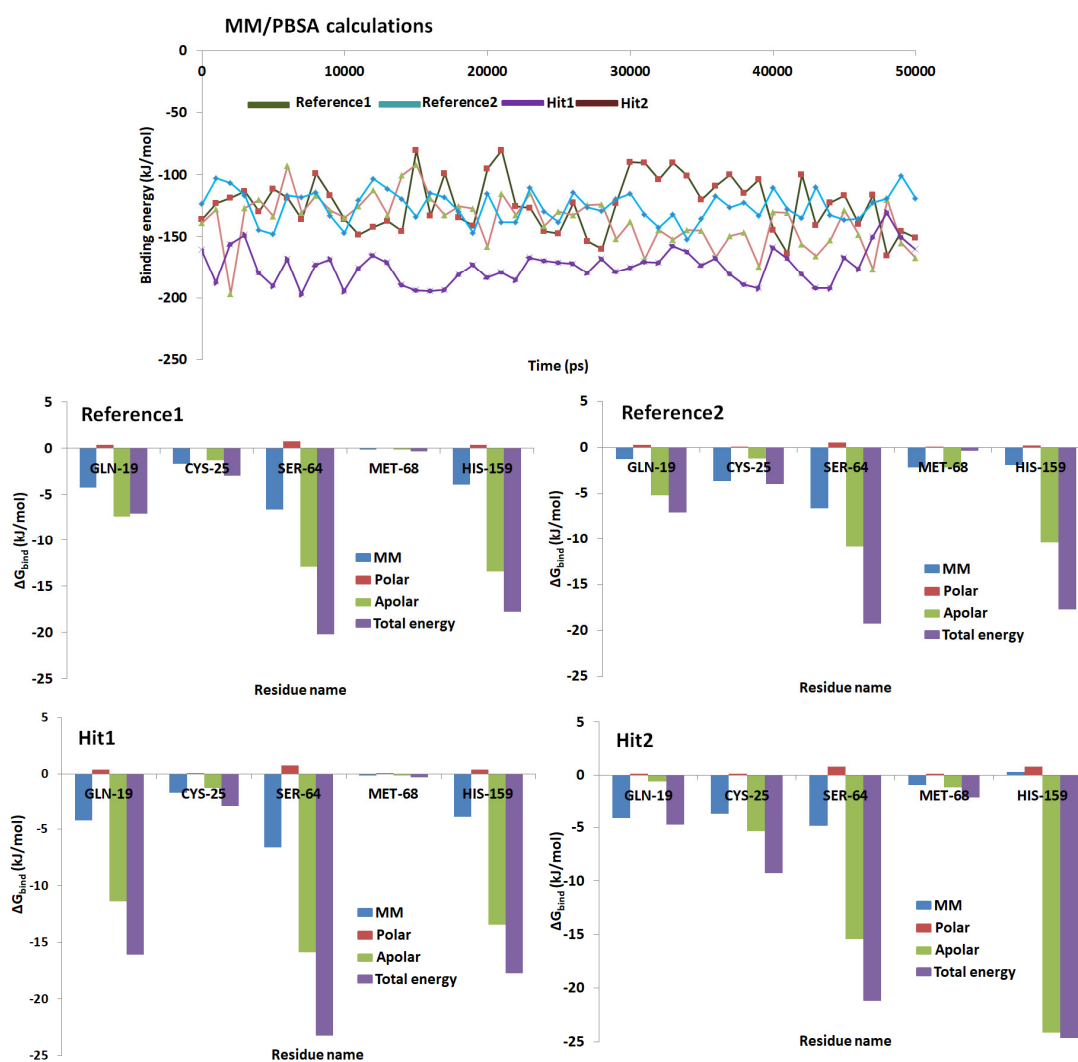 MM/PBSA calculations
0
-50
-100
-150
-200
-250
0 10000 20000 30000 40000 50000
Reference1 Reference2 Hit1 Hit2
Binding energy (kJ/mol)
Time (ps)
Reference1
5
0
-5
-10
-15
-20
-25
GLN-19 CYS-25 SER-64 MET-68 HIS-159
ΔGbind (kJ/mol)
MM
Polar
Apolar
Total energy
Residue name
Reference2
5
0
-5
-10
-15
-20
-25
GLN-19 CYS-25 SER-64 MET-68 HIS-159
ΔGbind (kJ/mol)
MM
Polar
Apolar
Total energy
Residue name
Hit1
5
0
-5
-10
-15
-20
-25
GLN-19 CYS-25 SER-64 MET-68 HIS-159
ΔGbind (kJ/mol)
MM
Polar
Apolar
Total energy
Residue name
Hit2
5
0
-5
-10
-15
-20
-25
GLN-19 CYS-25 SER-64 MET-68 HIS-159
ΔGbind (kJ/mol)
MM
Polar
Apolar
Total energy
Residue name